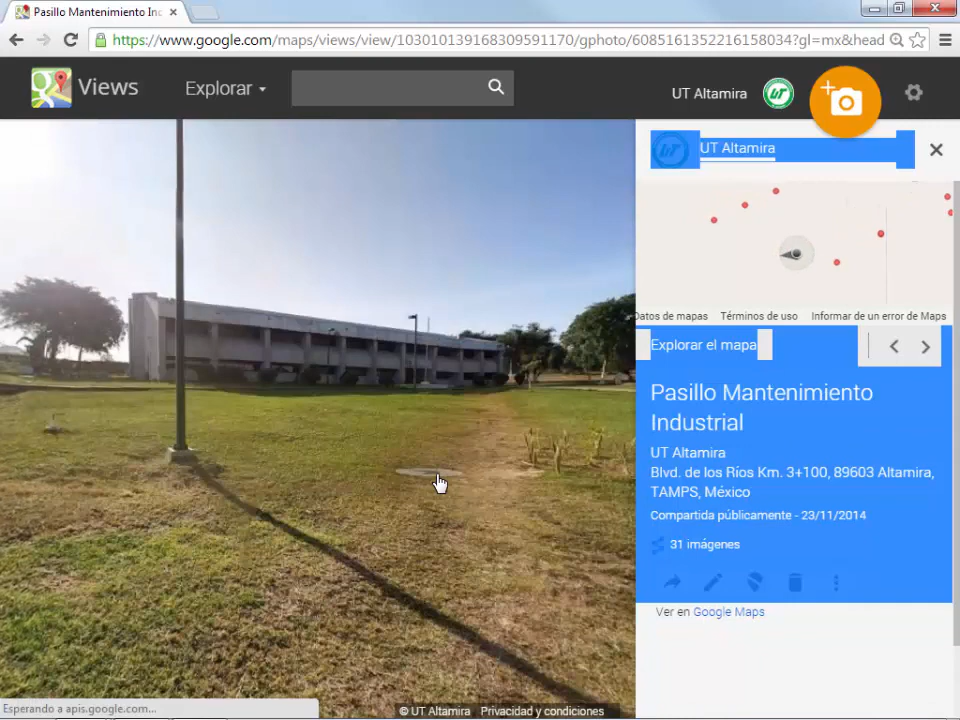 Pasillo Mantenimiento Inc
https://www.google.com/maps/views/view/103010139168309591170/gphoto/6085161352216158034?gl=mx&head
Views
Explorar
UT Altamira
UT
UT Altamira
Datos de mapas Términos de uso Informar de un error de Maps
Explorar el mapa
Pasillo Mantenimiento
Industrial
UT Altamira
Blvd. de los Ríos Km. 3+100, 89603 Altamira,
TAMPS, México
Compartida públicamente - 23/11/2014
31 imágenes
Ver en Google Maps
Esperando a apis.google.com...
© UT Altamira Privacidad y condiciones